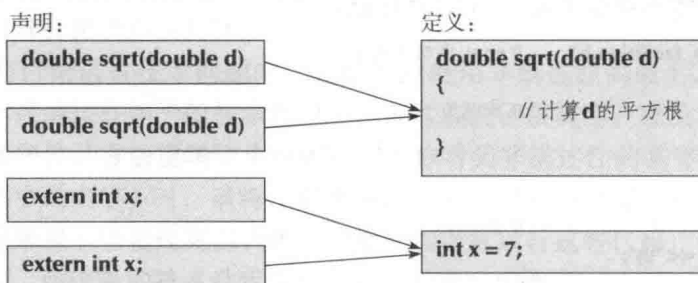 声明：
double sqrt(double d)
double sqrt(double d)
extern int x;
extern int x;
定义：
double sqrt(double d)
{
// 计算d的平方根
}
int x = 7;